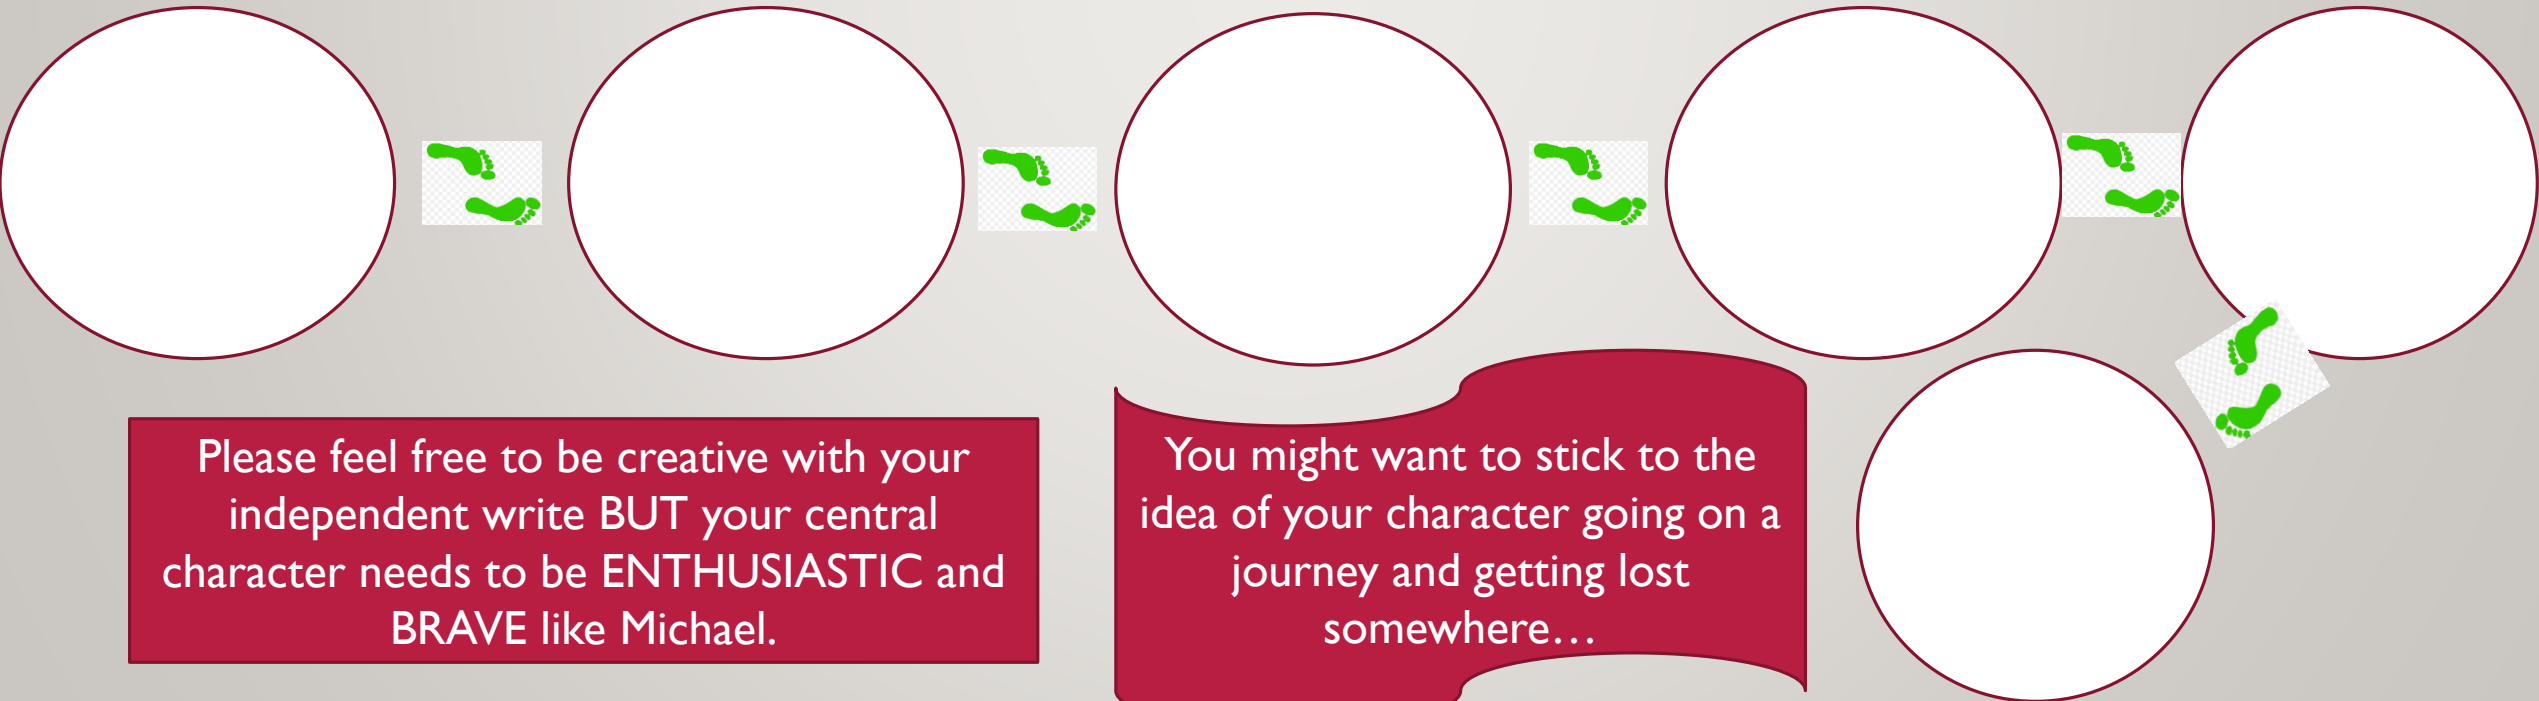 Please feel free to be creative with your
independent write BUT your central
character needs to be ENTHUSIASTIC and
BRAVE like Michael.
You might want to stick to the
idea of your character going on a
journey and getting lost
somewhere…